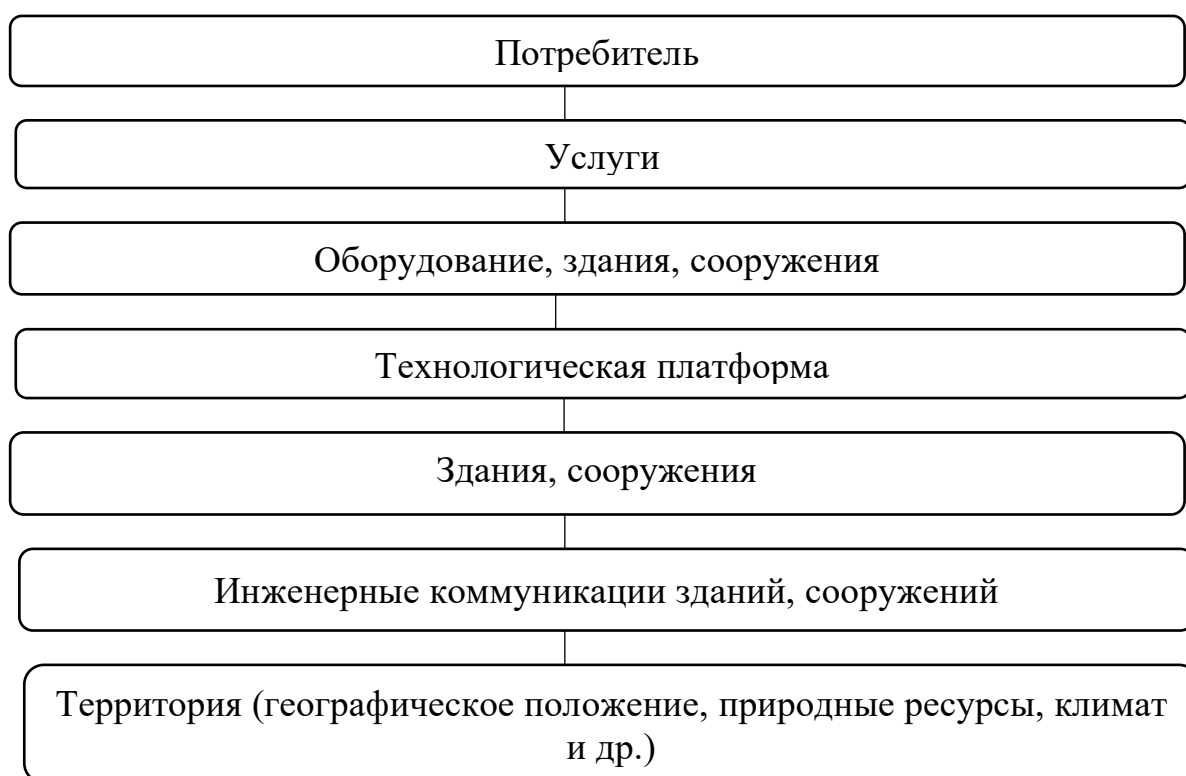 Потребитель
Услуги
Оборудование, здания, сооружения
Технологическая платформа
Здания, сооружения
Инженерные коммуникации зданий, сооружений
Территория (географическое положение, природные ресурсы, климат
и др.)